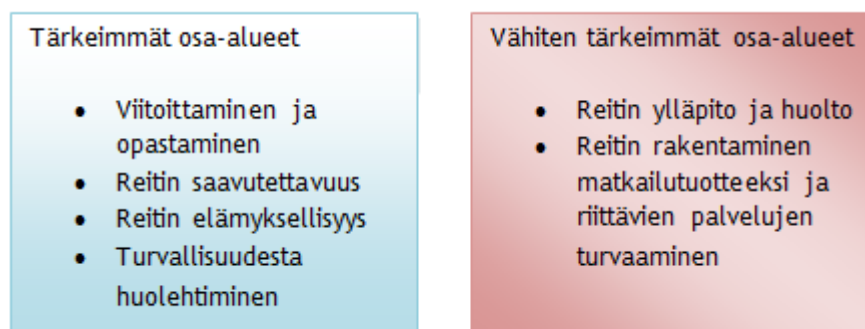 Tärkeimmät osa-alueet
• Viitoittaminen ja
opastaminen
• Reitin saavutettavuus
• Reitin elämyksellisyys
• Turvallisuudesta
huolehtiminen
Vähiten tärkeimmät osa-alueet
• Reitin ylläpito ja huolto
• Reitin rakentaminen
matkailutuotteeksi ja
riittävien palvelujen
turvaaminen